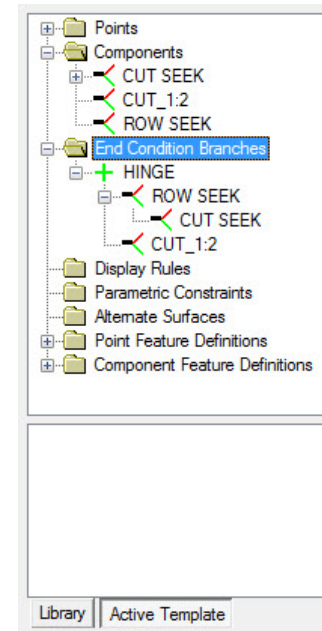 Points
Components
CUT SEEK
CUT_1:2
ROW SEEK
End Condition Branches
HINGE
ROW SEEK
CUT SEEK
CUT_1:2
Display Rules
Parametric Constraints
Alternate Surfaces
Point Feature Definitions
Component Feature Definitions
Library Active Template